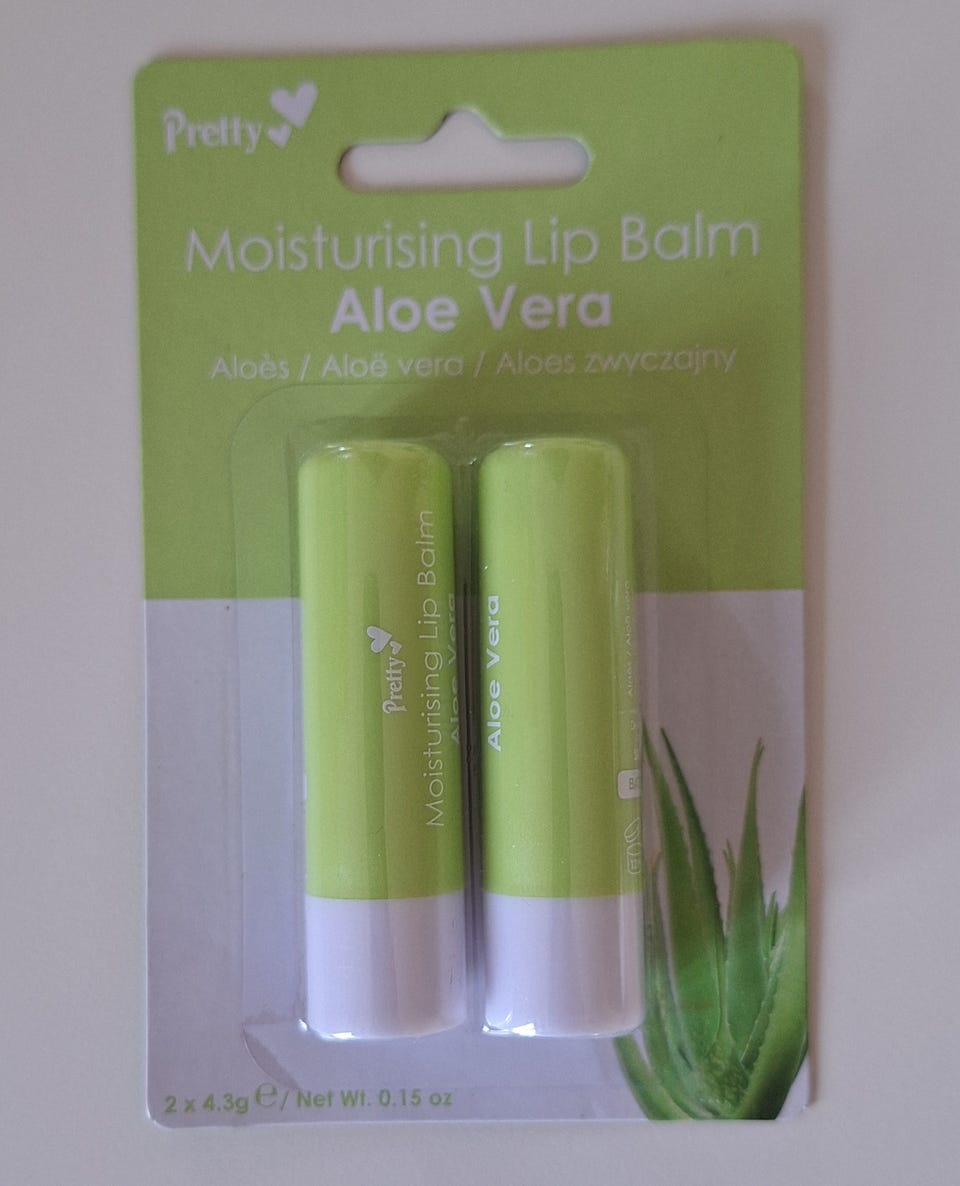 Pretty
Moisturising Lip Balm
Aloe Vera
Aloès / Aloë vera / Aloes zwyczajny
Pretty
Moisturising Lip Balm
Aloe Vera
Aloe Vera
2 x 4.3g ℮ / Net Wt. 0.15 oz